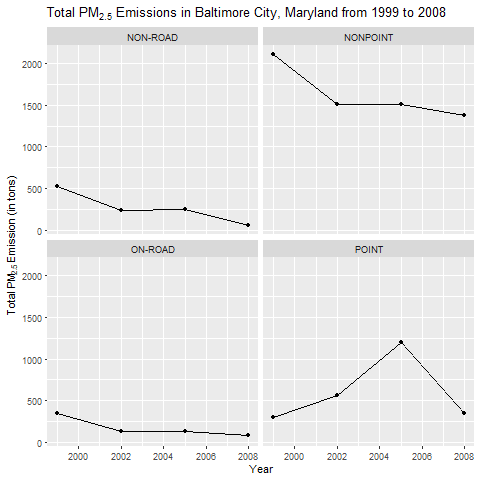 Total PM2.5 Emissions in Baltimore City, Maryland from 1999 to 2008
NON-ROAD
NONPOINT
2000
1500
1000
500
0
ON-ROAD
POINT
2000
1500
1000
500
0
2000 2002 2004 2006 2008
2000 2002 2004 2006 2008
Year
Total PM2.5 Emission (in tons)